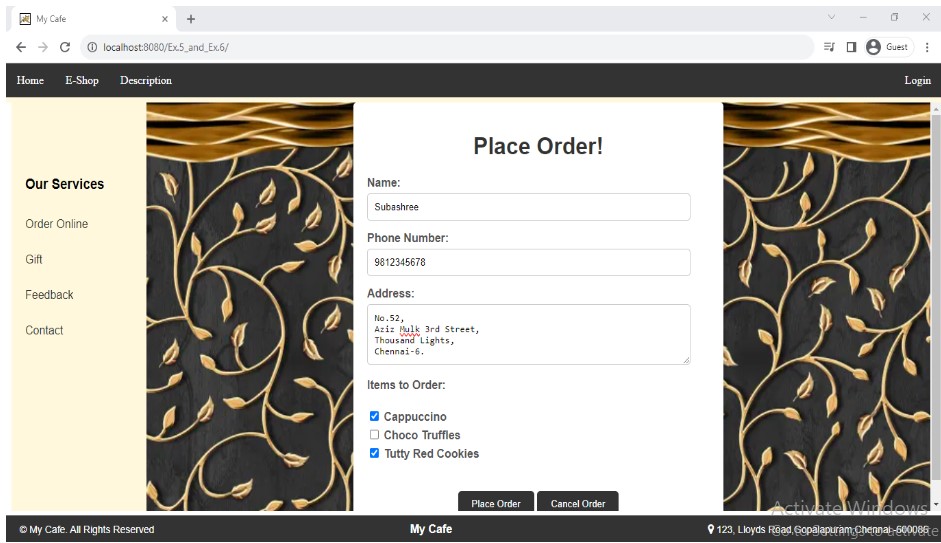 My Cafe
localhost:8080/Ex.5_and_Ex.6/
Guest
Home E-Shop Description Login
Our Services
Order Online
Gift
Feedback
Contact
Place Order!
Name:
Subashree
Phone Number:
9812345678
Address:
No.52,
Aziz Mulk 3rd Street,
Thousand Lights,
Chennai-6.
Items to Order:
Cappuccino
Choco Truffles
Tutty Red Cookies
Place Order Cancel Order
Activate Windows
Go to Settings to activate
© My Cafe. All Rights Reserved My Cafe 123, Lloyds Road,Gopalapuram,Chennai -600086